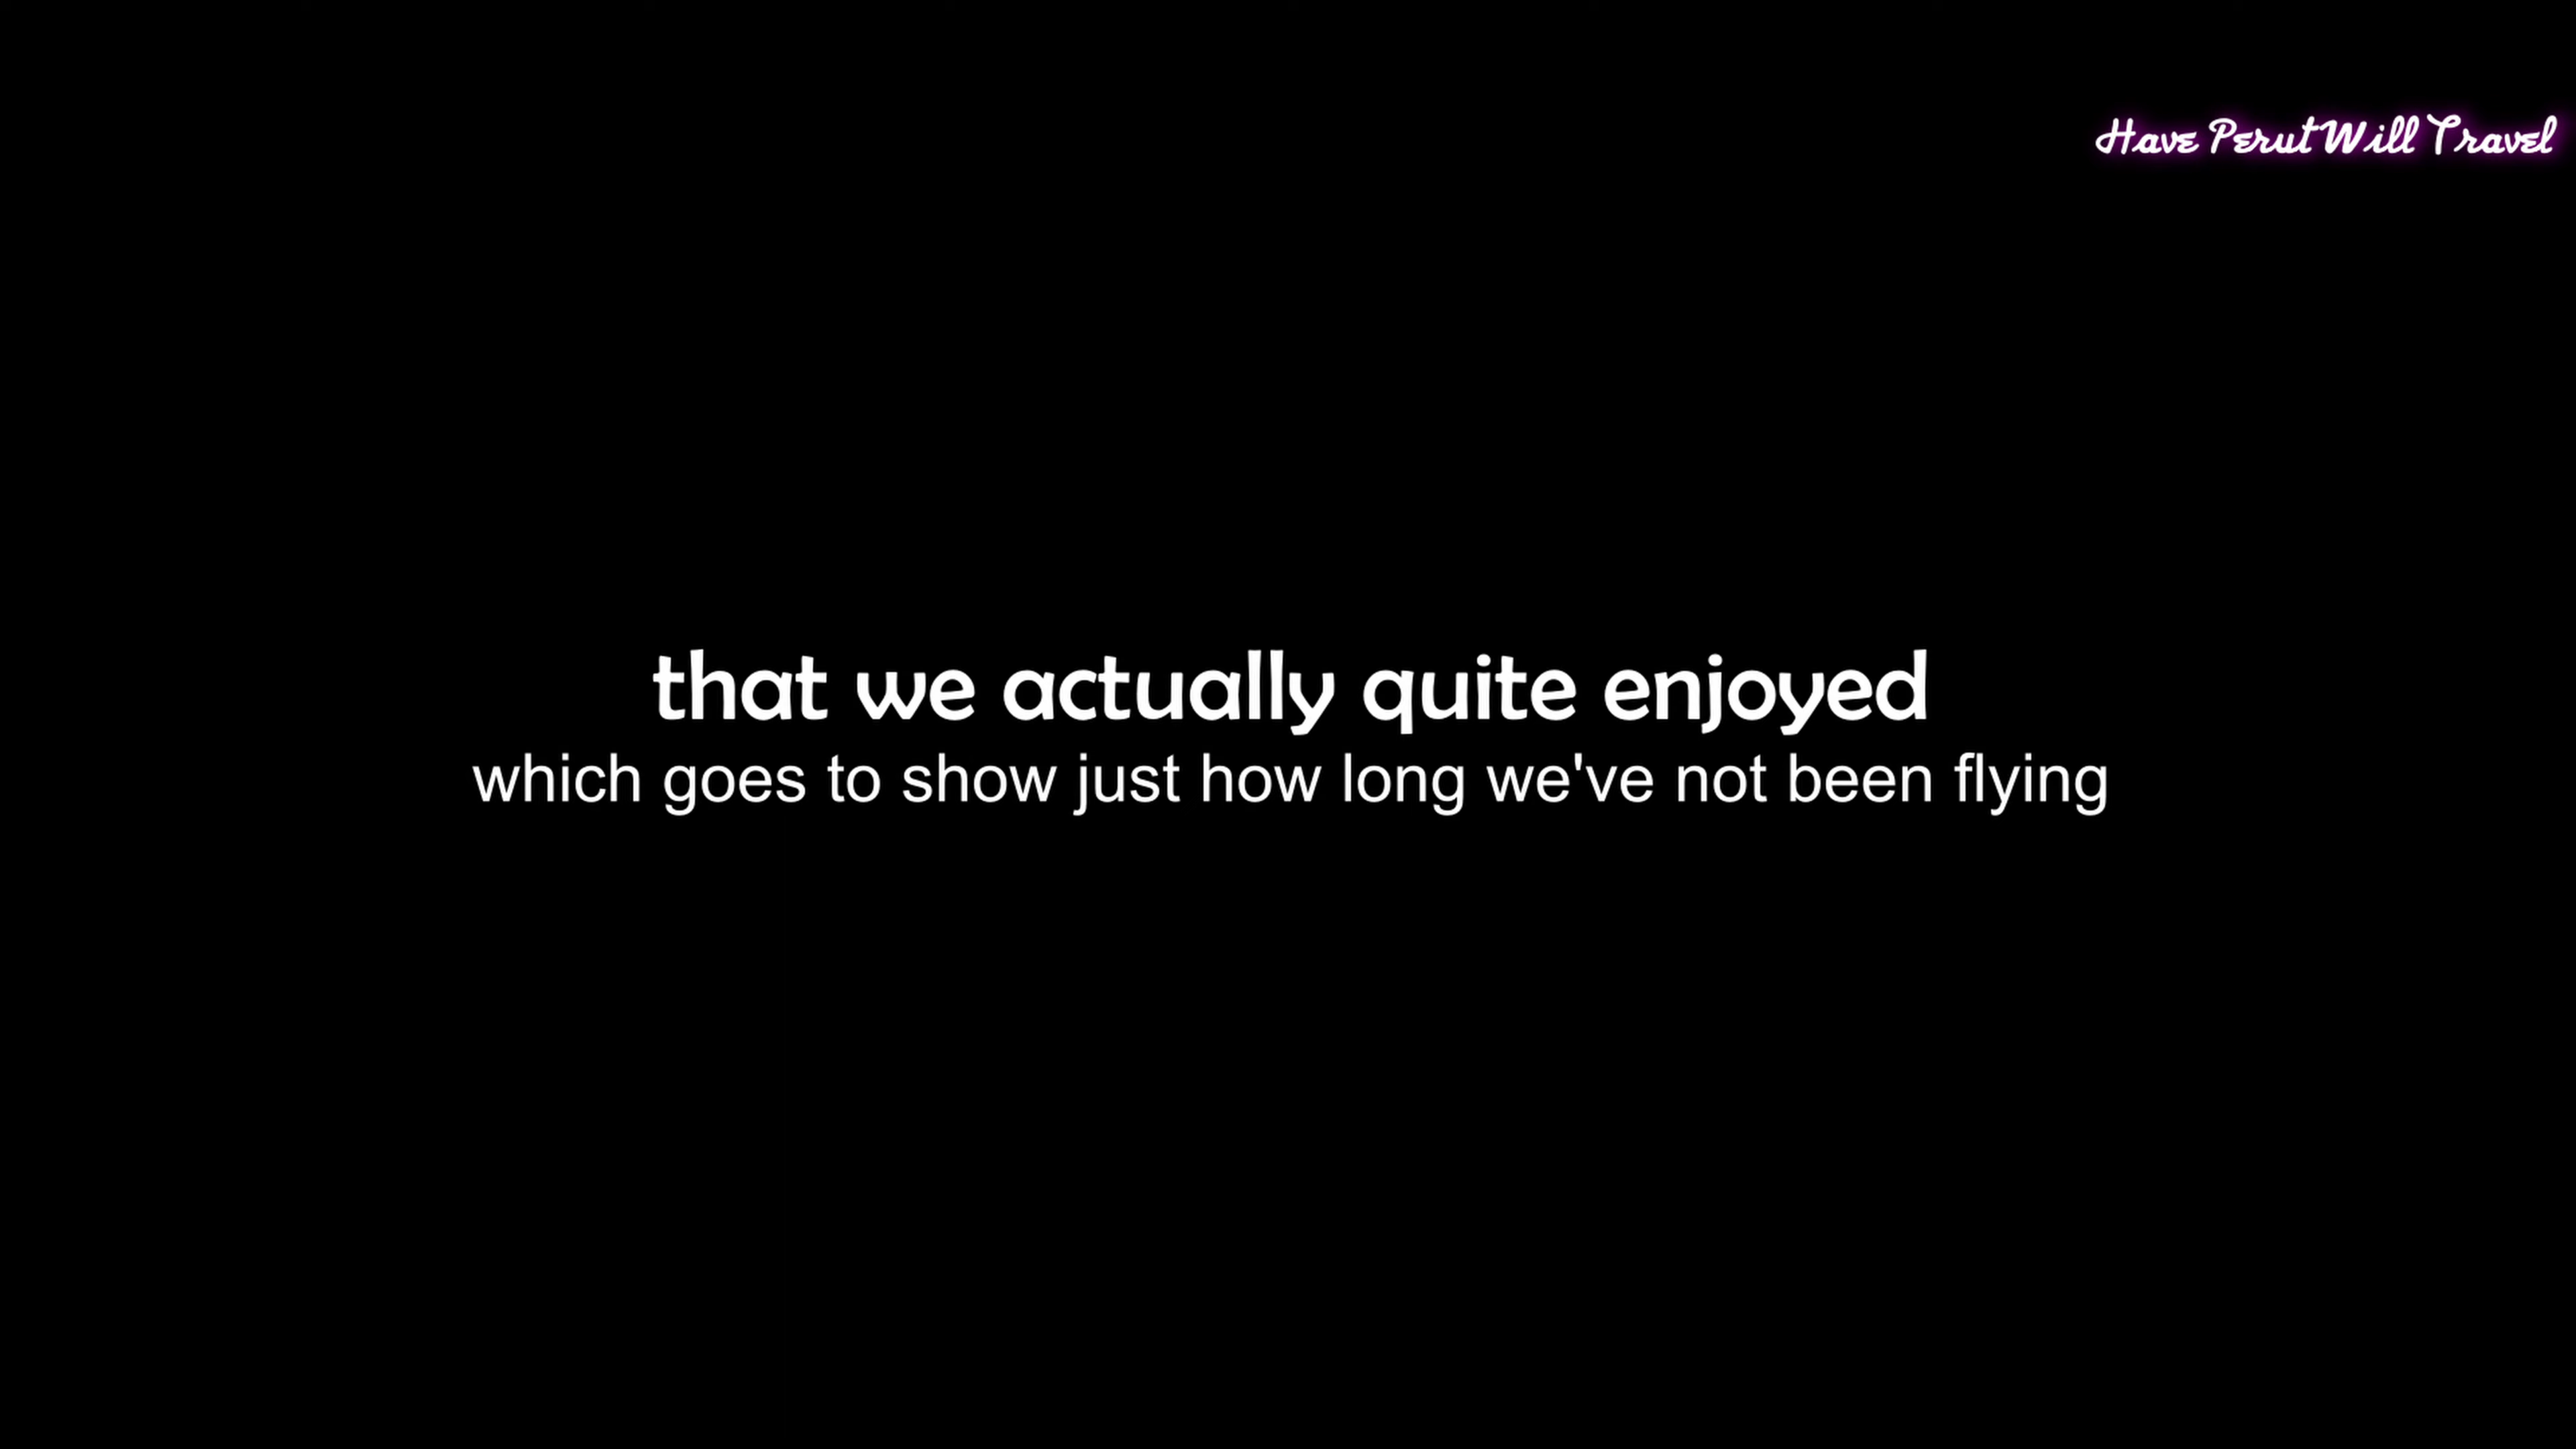 Have Perut Will Travel
that we actually quite enjoyed
which goes to show just how long we've not been flying